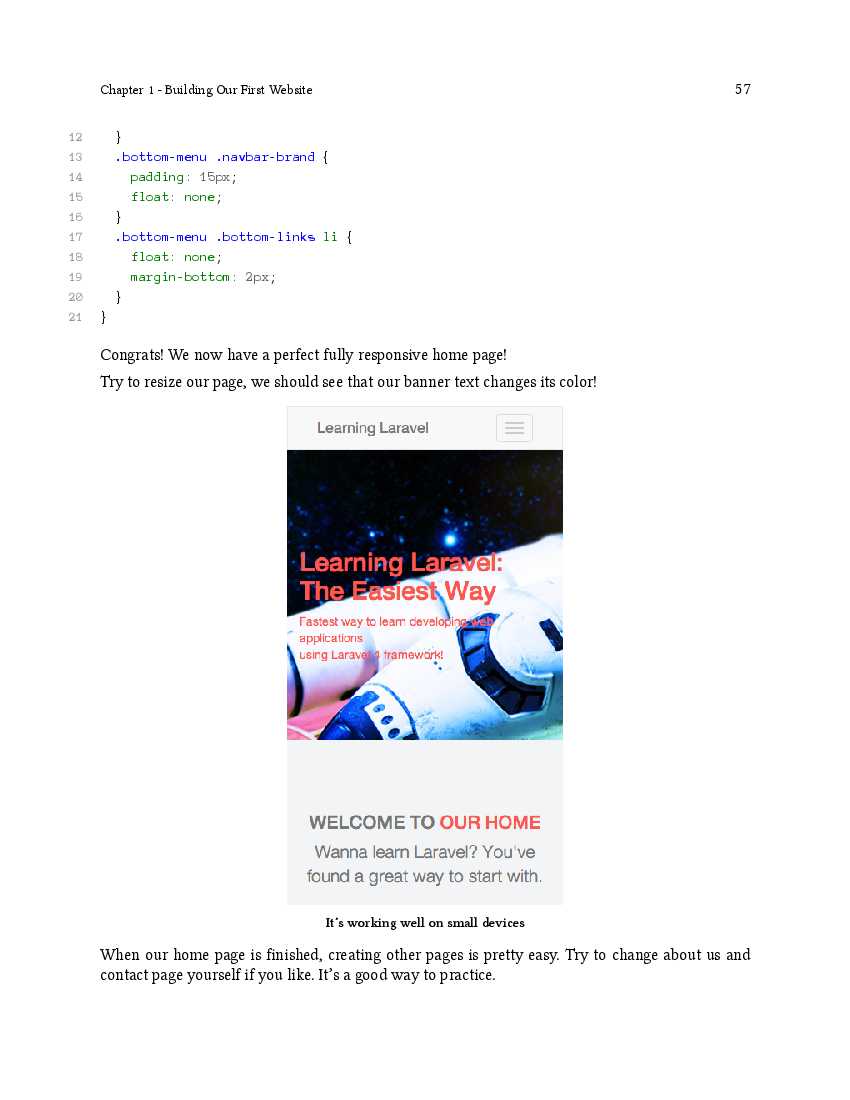 Chapter 1 - Building Our First Website 57
12 }
13 .bottom-menu .navbar-brand {
14 padding: 15px;
15 float: none;
16 }
17 .bottom-menu .bottom-links li {
18 float: none;
19 margin-bottom: 2px;
20 }
21 }
Congrats! We now have a perfect fully responsive home page!
Try to resize our page, we should see that our banner text changes its color!
Learning Laravel
Learning Laravel:
The Easiest Way
Fastest way to learn developing web
applications
using Laravel 4 framework!
WELCOME TO OUR HOME
Wanna learn Laravel? You've
found a great way to start with.
It's working well on small devices
When our home page is finished, creating other pages is pretty easy. Try to change about us and
contact page yourself if you like. It's a good way to practice.